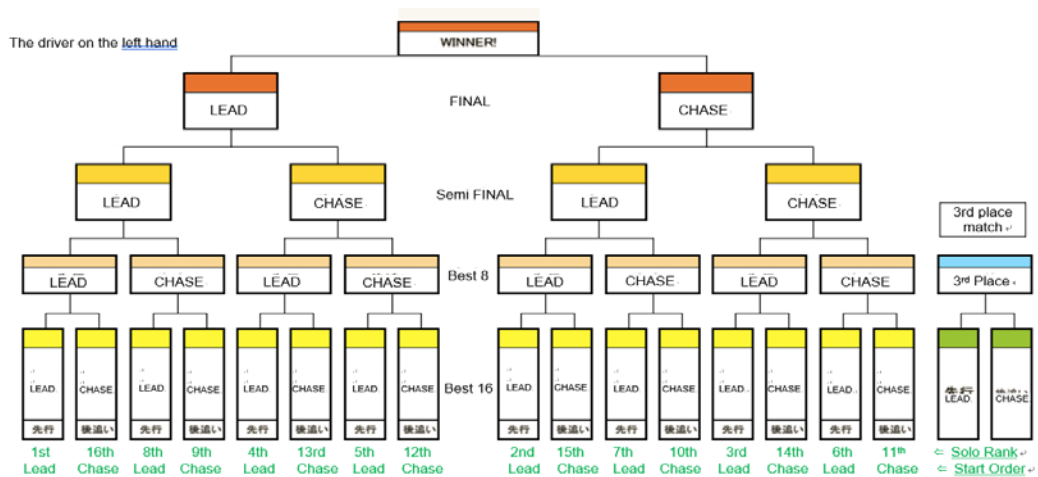 WINNER!
The driver on the left hand
LEAD FINAL CHASE
LEAD CHASE Semi FINAL LEAD CHASE
3rd place
match
LEAD CHASE LEAD CHASE Best 8 LEAD CHASE LEAD CHASE 3rd Place
LEAD CHASE LEAD CHASE LEAD CHASE LEAD CHASE Best 16 LEAD CHASE LEAD CHASE LEAD CHASE LEAD CHASE 先行 後追い
LEAD CHASE
先行 後追い 先行 後追い 先行 後追い 先行 後追い 先行 後追い 先行 後追い 先行 後追い 先行 後追い
1st 16th 8th 9th 4th 13rd 5th 12th 2nd 15th 7th 10th 3rd 14th 6th 11th ⇐ Solo Rank
Lead Chase Lead Chase Lead Chase Lead Chase Lead Chase Lead Chase Lead Chase Lead Chase ⇐ Start Order